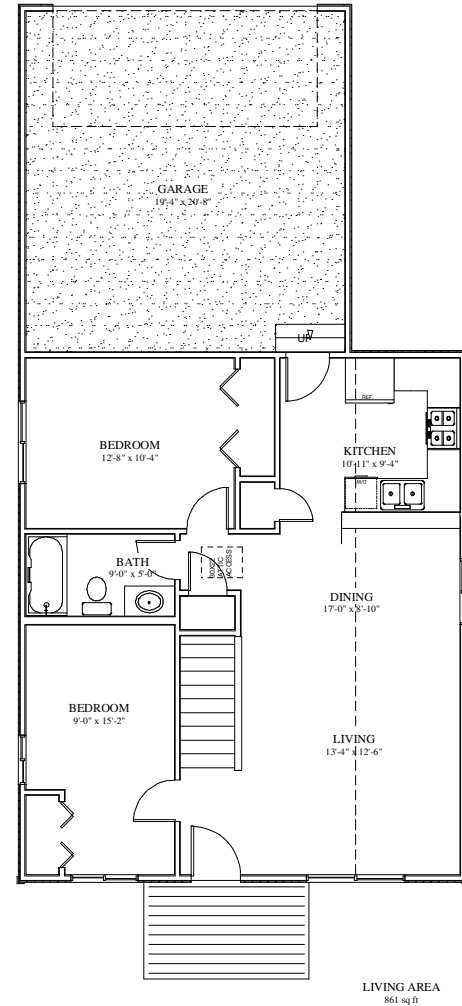 GARAGE
19'-4" x 20'-8"
UP
BEDROOM
12'-8" x 10'-4"
REF.
KITCHEN
10'-11" x 9'-4"
BATH
9'-0" x 5'-0"
ATTIC
ACCESS
DINING
17'-0" x 8'-10"
BEDROOM
9'-0" x 15'-2"
LIVING
13'-4" x 12'-6"
LIVING AREA
861 sq ft